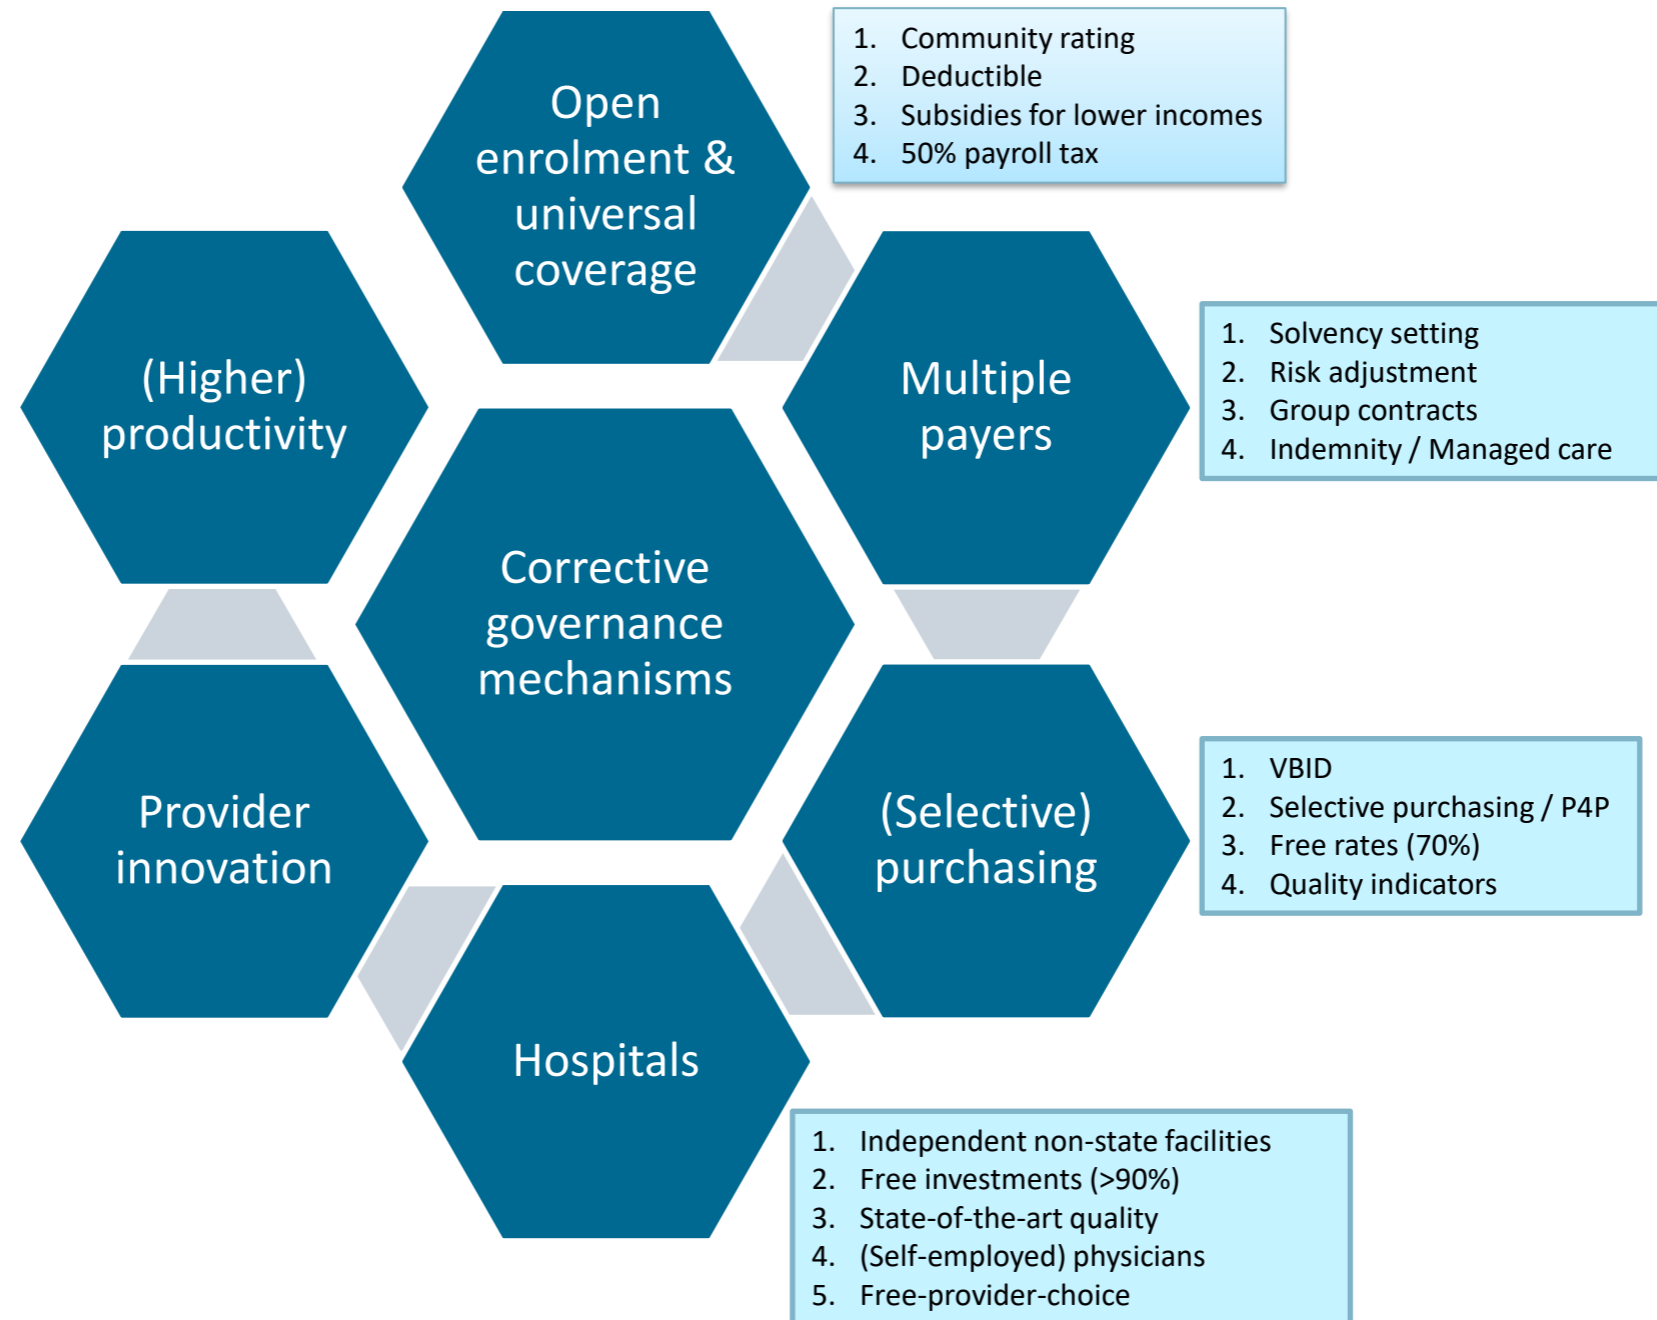 Open
enrolment &
universal
coverage
1. Community rating
2. Deductible
3. Subsidies for lower incomes
4. 50% payroll tax
(Higher)
productivity
Multiple
payers
1. Solvency setting
2. Risk adjustment
3. Group contracts
4. Indemnity / Managed care
Corrective
governance
mechanisms
Provider
innovation
(Selective)
purchasing
1. VBID
2. Selective purchasing / P4P
3. Free rates (70%)
4. Quality indicators
Hospitals
1. Independent non-state facilities
2. Free investments (>90%)
3. State-of-the-art quality
4. (Self-employed) physicians
5. Free-provider-choice